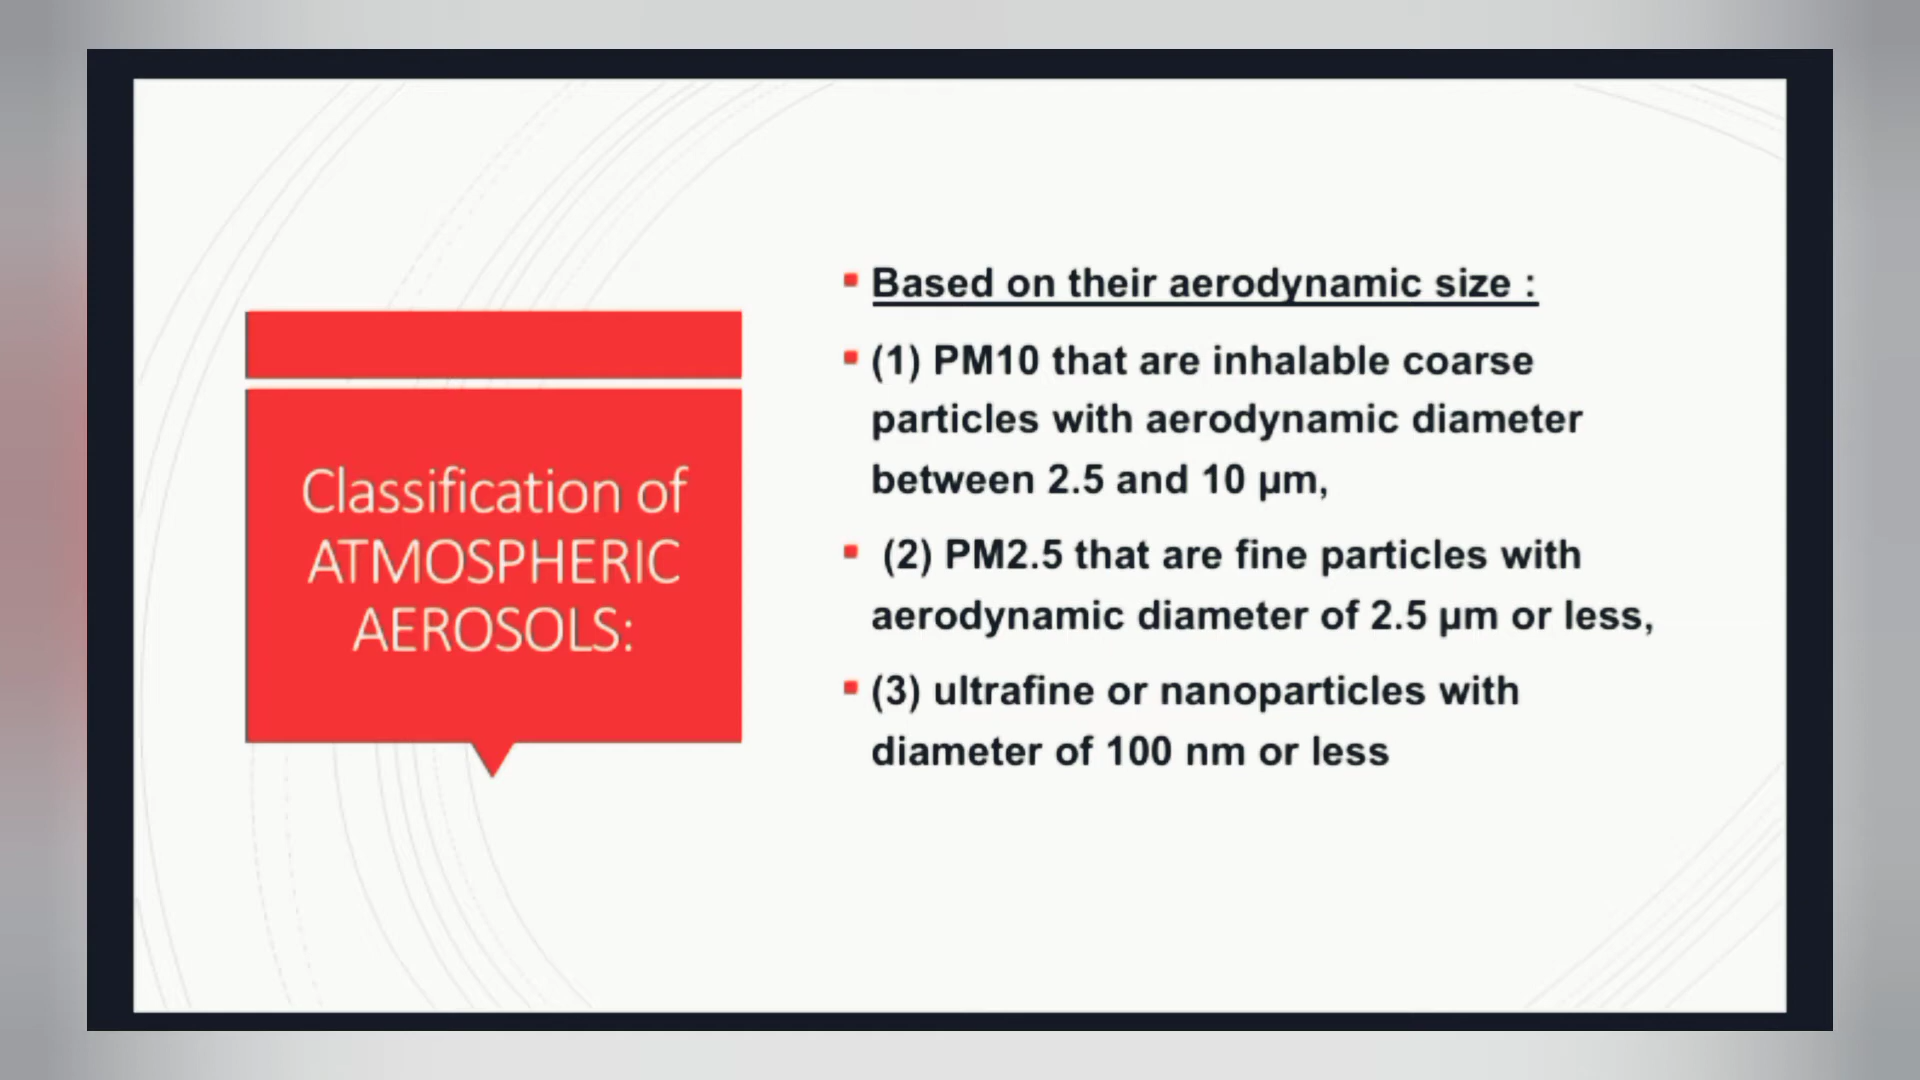 Classification of
ATMOSPHERIC
AEROSOLS:
Based on their aerodynamic size :
(1) PM10 that are inhalable coarse
particles with aerodynamic diameter
between 2.5 and 10 µm,
(2) PM2.5 that are fine particles with
aerodynamic diameter of 2.5 µm or less,
(3) ultrafine or nanoparticles with
diameter of 100 nm or less